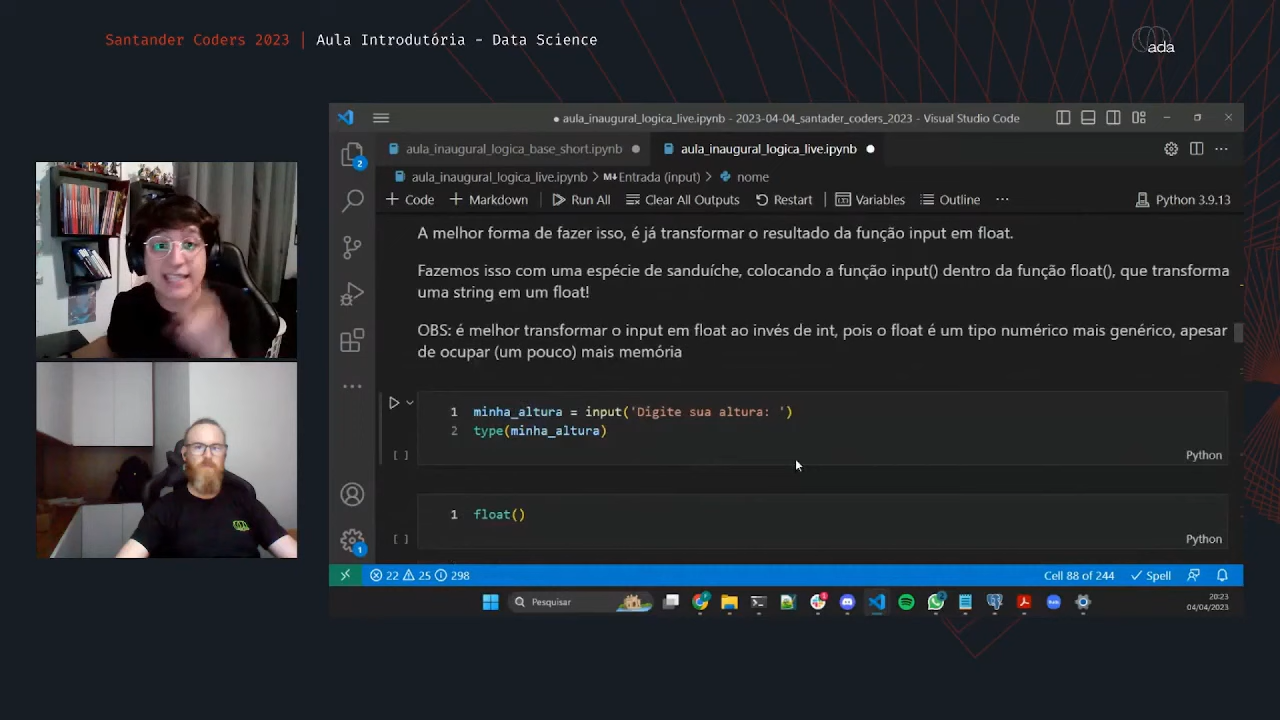 Santander Coders 2023 | Aula Introdutória - Data Science
ada
● aula_inaugural_logica_live.ipynb - 2023-04-04_santader_coders_2023 - Visual Studio Code
aula_inaugural_logica_base_short.ipynb ● aula_inaugural_logica_live.ipynb ●
aula_inaugural_logica_live.ipynb > M↓Entrada (input) > nome
+ Code + Markdown Run All Clear All Outputs Restart Variables Outline ... Python 3.9.13
A melhor forma de fazer isso, é já transformar o resultado da função input em float.
Fazemos isso com uma espécie de sanduíche, colocando a função input() dentro da função float(), que transforma
uma string em um float!
OBS: é melhor transformar o input em float ao invés de int, pois o float é um tipo numérico mais genérico, apesar
de ocupar (um pouco) mais memória
1 minha_altura = input('Digite sua altura: ')
2 type(minha_altura)
[ ] Python
1 float()
[ ] Python
2
1
22 25 298 Cell 88 of 244 Spell
Pesquisar
20:23
04/04/2023